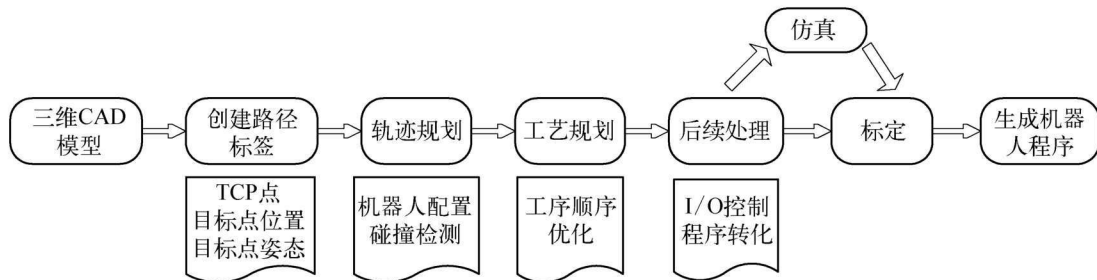 仿真
三维CAD
模型
创建路径
标签
轨迹规划
工艺规划
后续处理
标定
生成机器
人程序
TCP点
目标点位置
目标点姿态
机器人配置
碰撞检测
工序顺序
优化
I/O控制
程序转化